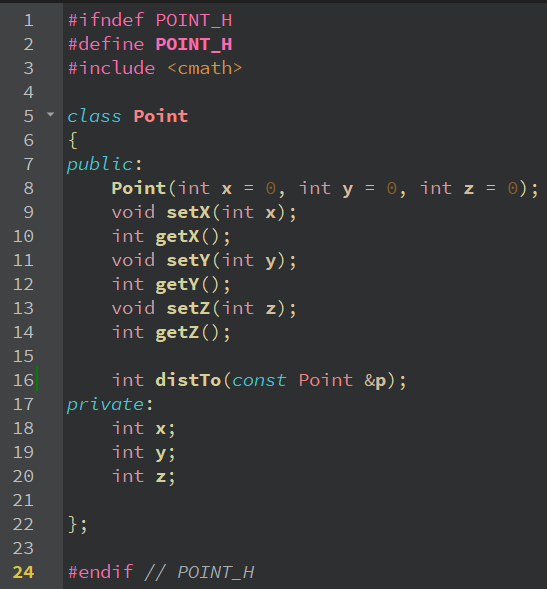 1 #ifndef POINT_H
2 #define POINT_H
3 #include <cmath>
4
5 class Point
6 {
7 public:
8     Point(int x = 0, int y = 0, int z = 0);
9     void setX(int x);
10     int getX();
11     void setY(int y);
12     int getY();
13     void setZ(int z);
14     int getZ();
15
16     int distTo(const Point &p);
17 private:
18     int x;
19     int y;
20     int z;
21
22 };
23
24 #endif // POINT_H